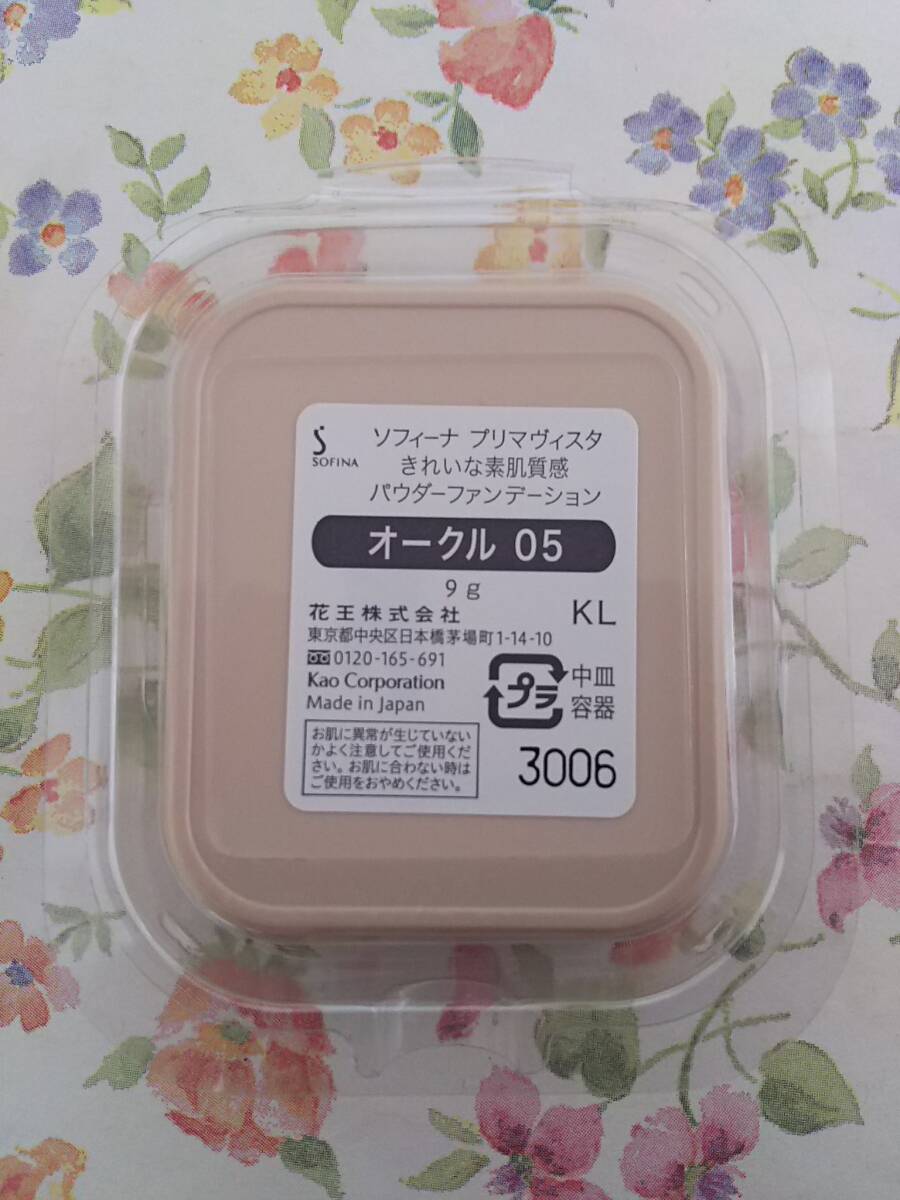 SOFINA
ソフィーナ プリマヴィスタ
きれいな素肌質感
パウダーファンデーション
オークル 05
9g
KL
花王株式会社
東京都中央区日本橋茅場町1-14-10
0120-165-691
Kao Corporation
Made in Japan
プラ
中皿
容器
お肌に異常が生じていない
かよく注意してご使用くだ
さい。お肌に合わない時は
ご使用をおやめください。
3006